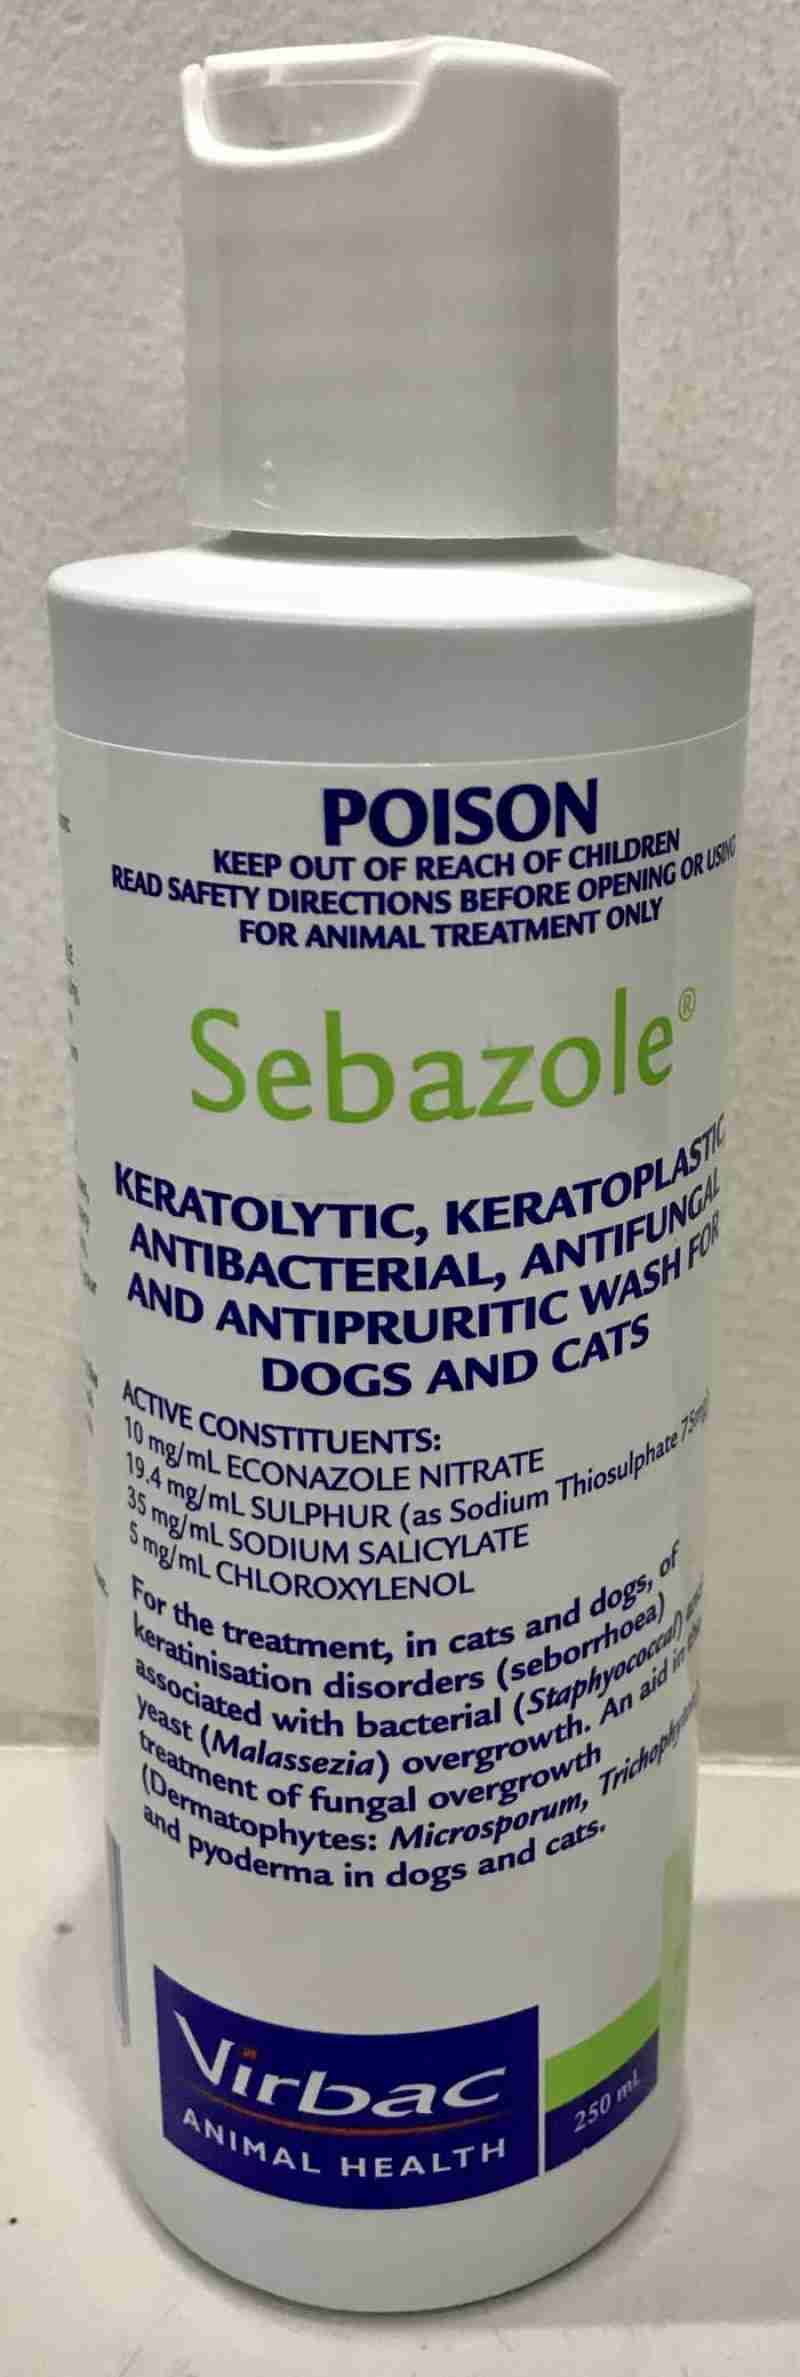 POISON
KEEP OUT OF REACH OF CHILDREN
READ SAFETY DIRECTIONS BEFORE OPENING OR USING
FOR ANIMAL TREATMENT ONLY
Sebazole®
KERATOLYTIC, KERATOPLASTIC
ANTIBACTERIAL, ANTIFUNGAL
AND ANTIPRURITIC WASH FOR
DOGS AND CATS
ACTIVE CONSTITUENTS:
10 mg/mL ECONAZOLE NITRATE
19.4 mg/mL SULPHUR (as Sodium Thiosulphate 75mg)
35 mg/mL SODIUM SALICYLATE
5 mg/mL CHLOROXYLENOL
For the treatment, in cats and dogs, of
keratinisation disorders (seborrhoea)
associated with bacterial (Staphyococcal) and
yeast (Malassezia) overgrowth. An aid in the
treatment of fungal overgrowth
(Dermatophytes: Microsporum,
and pyoderma in dogs and cats.
Virbac
ANIMAL HEALTH
250 mL